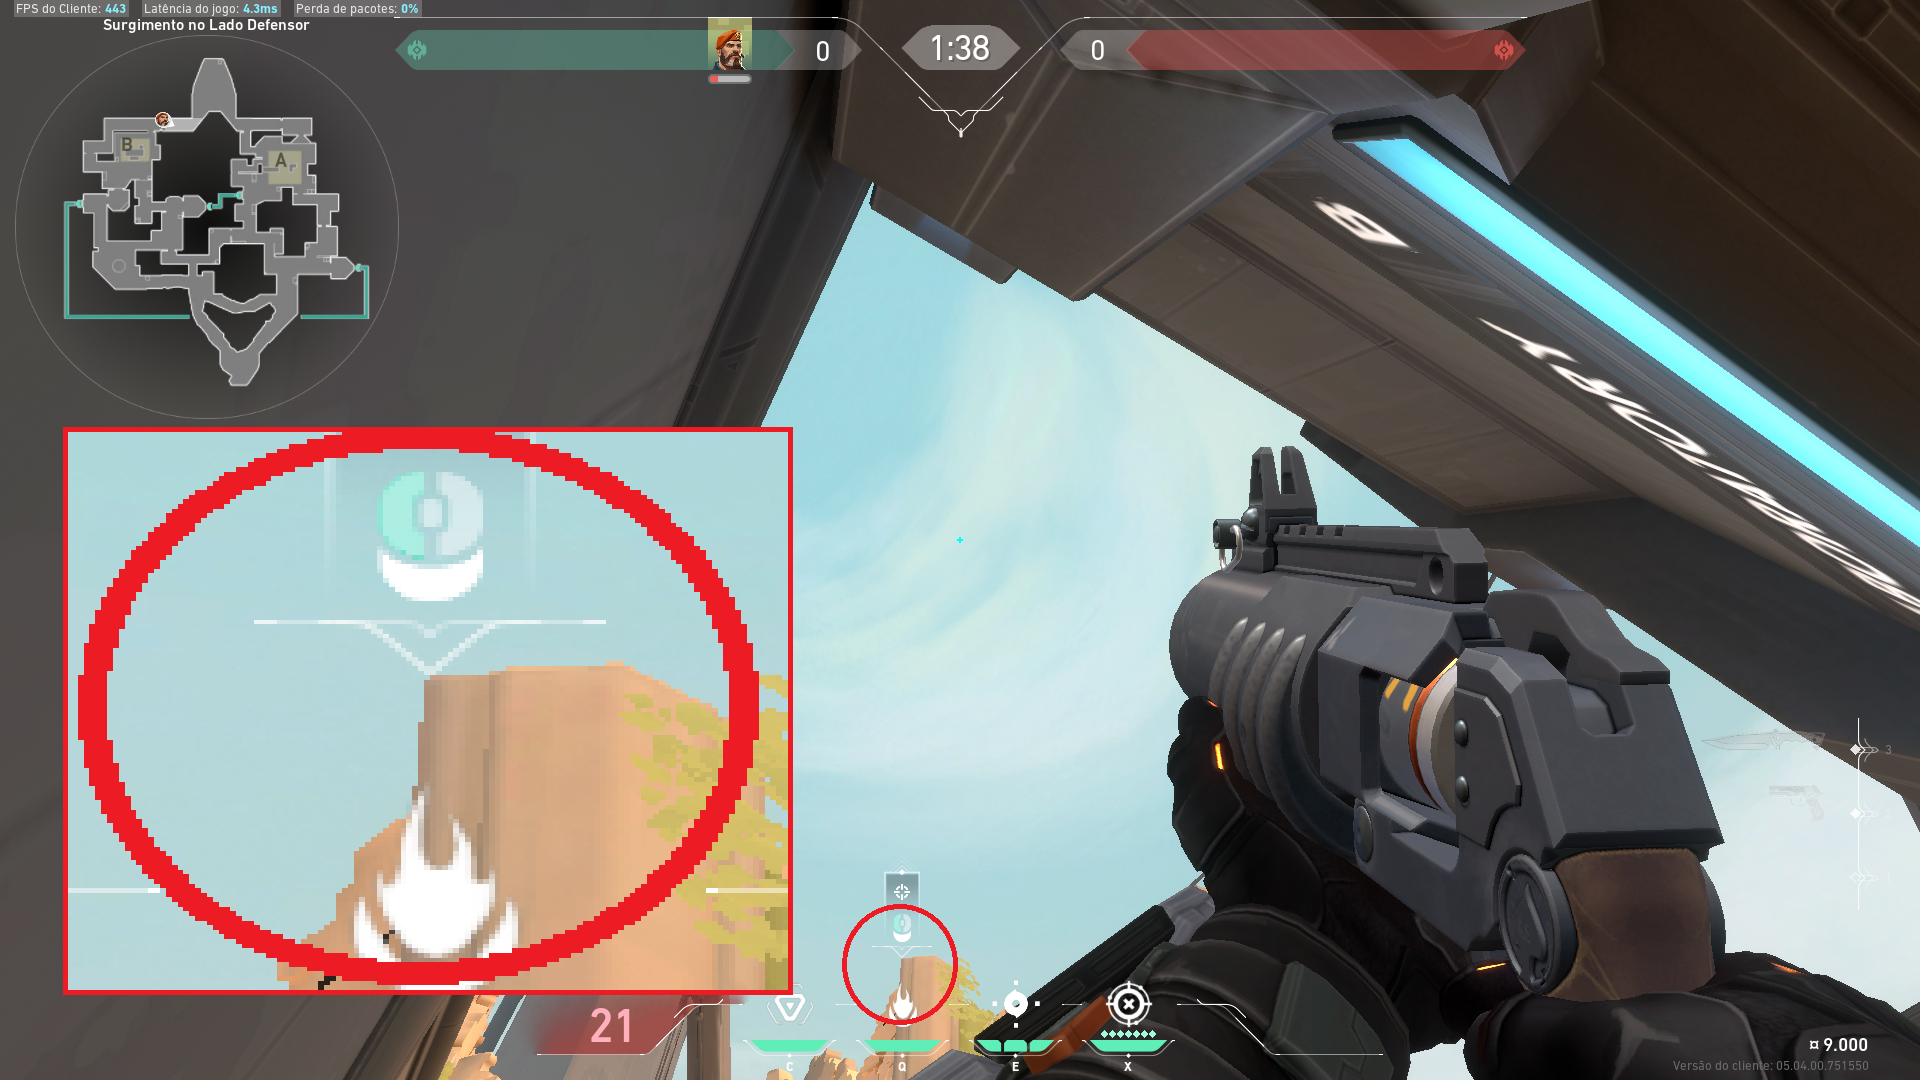 FPS do Cliente: 443 Latência do jogo: 4.3ms Perda de pacotes: 0%
Surgimento no Lado Defensor
0 1:38 0
B
A
3
21
C Q E X
¤ 9.000
Versão do cliente: 05.04.00.751550